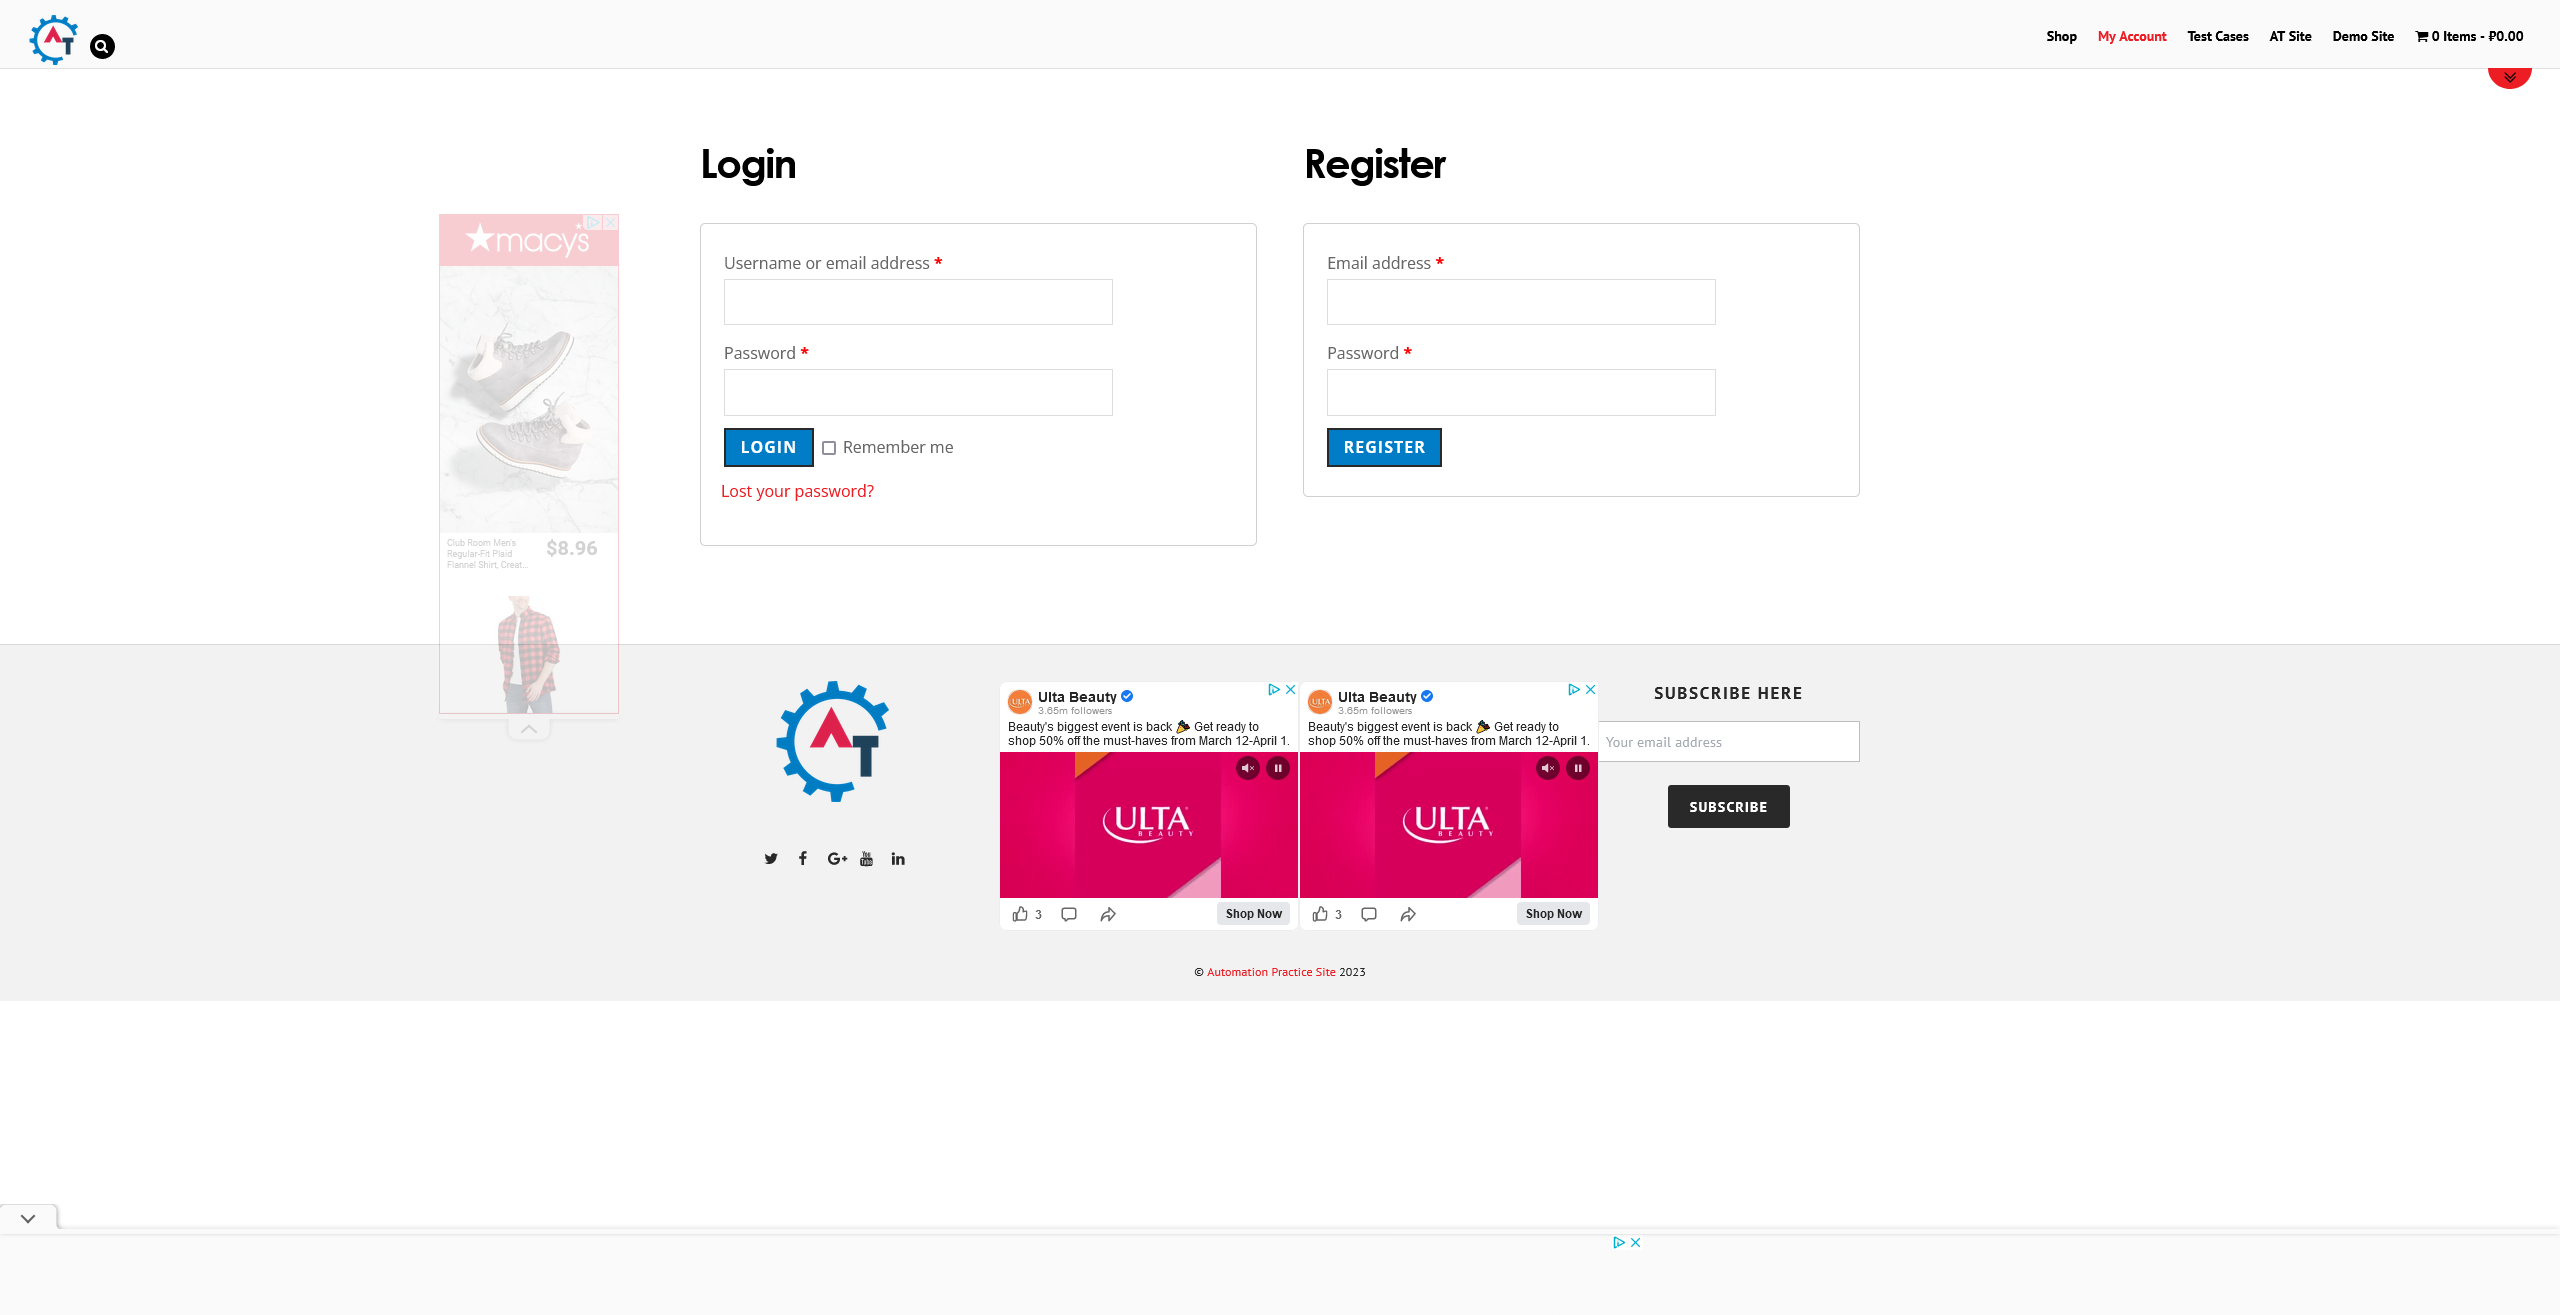 AT
Shop
My Account
Test Cases
AT Site
Demo Site
0 Items - ₽0.00
Login
Register
macy's
Username or email address *
Password *
LOGIN
Remember me
Lost your password?
Email address *
Password *
REGISTER
Club Room Men's
Regular-Fit Plaid
Flannel Shirt, Creat...
$8.96
AT
ULTA
Ulta Beauty
3.65m followers
Beauty's biggest event is back 🎉 Get ready to
shop 50% off the must-haves from March 12-April 1.
ULTA
BEAUTY
3
Shop Now
ULTA
Ulta Beauty
3.65m followers
Beauty's biggest event is back 🎉 Get ready to
shop 50% off the must-haves from March 12-April 1.
ULTA
BEAUTY
3
Shop Now
SUBSCRIBE HERE
Your email address
SUBSCRIBE
© Automation Practice Site 2023